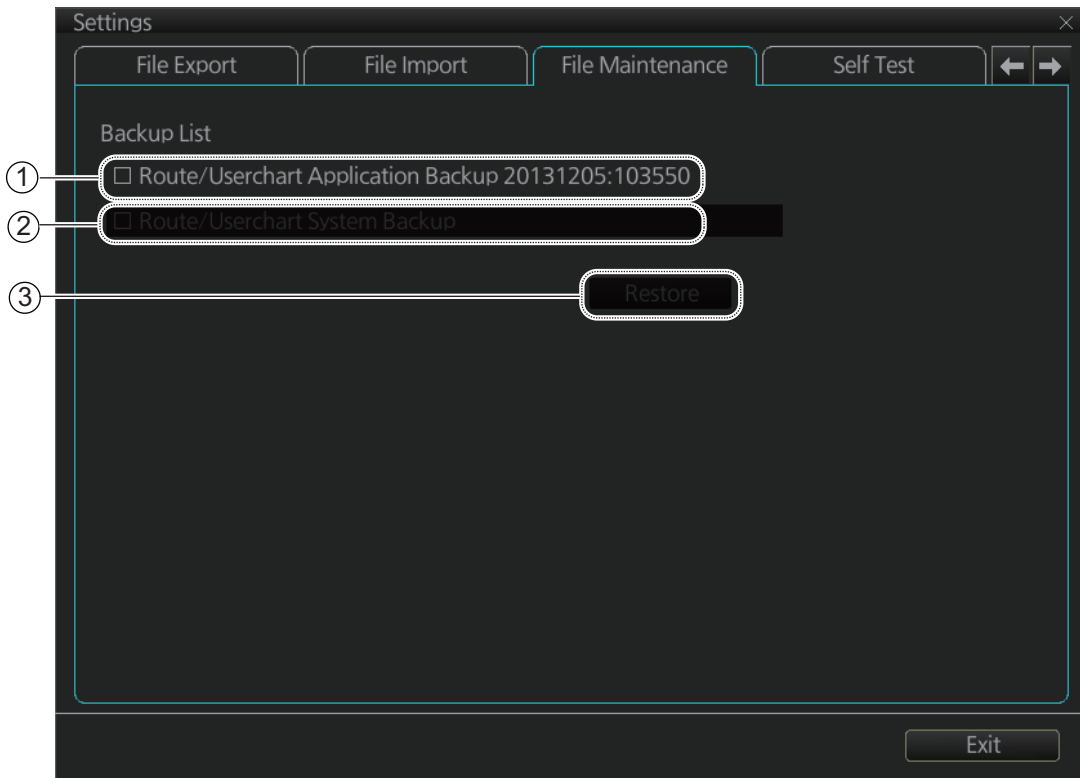 Settings
File Export File Import File Maintenance Self Test
Backup List
1 Route/Userchart Application Backup 20131205:103550
2 Route/Userchart System Backup
3 Restore
Exit